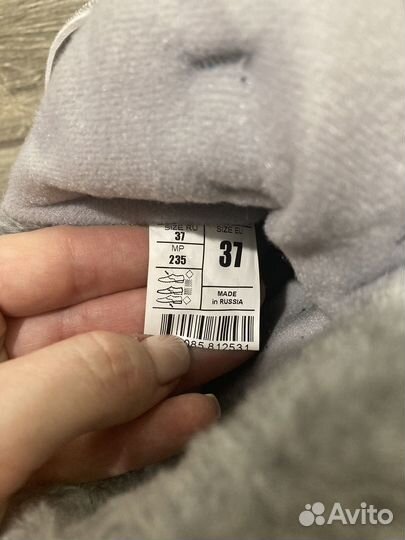 SIZE RU
37
MP
235
SIZE EU
37
MADE
in RUSSIA
085 812531
Avito